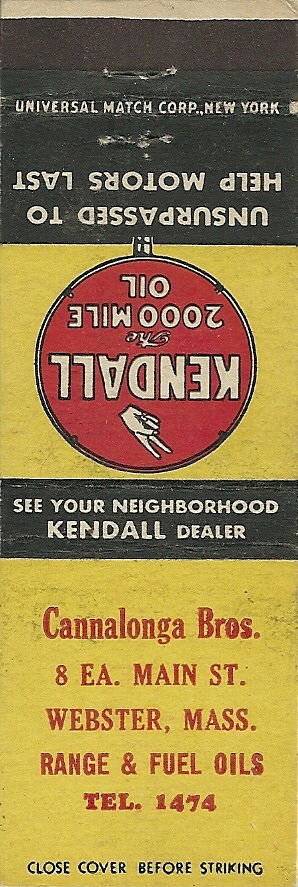 UNIVERSAL MATCH CORP., NEW YORK
KENDALL
The
2000 MILE
OIL
UNSURPASSED TO
HELP MOTORS LAST
SEE YOUR NEIGHBORHOOD
KENDALL DEALER
Cannalonga Bros.
8 EA. MAIN ST.
WEBSTER, MASS.
RANGE & FUEL OILS
TEL. 1474
CLOSE COVER BEFORE STRIKING